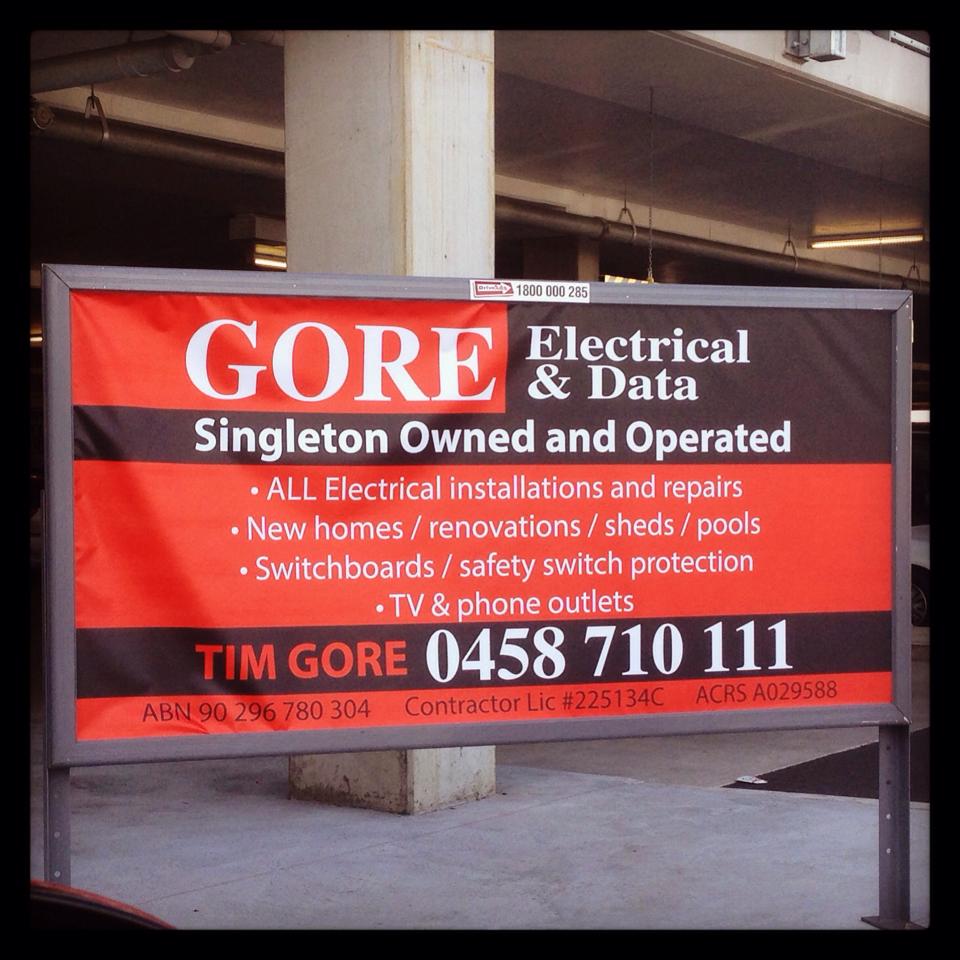 1800 000 285
GORE Electrical
& Data
Singleton Owned and Operated
• ALL Electrical installations and repairs
• New homes / renovations / sheds / pools
• Switchboards / safety switch protection
• TV & phone outlets
TIM GORE 0458 710 111
ABN 90 296 780 304 Contractor Lic #225134C ACRS A029588